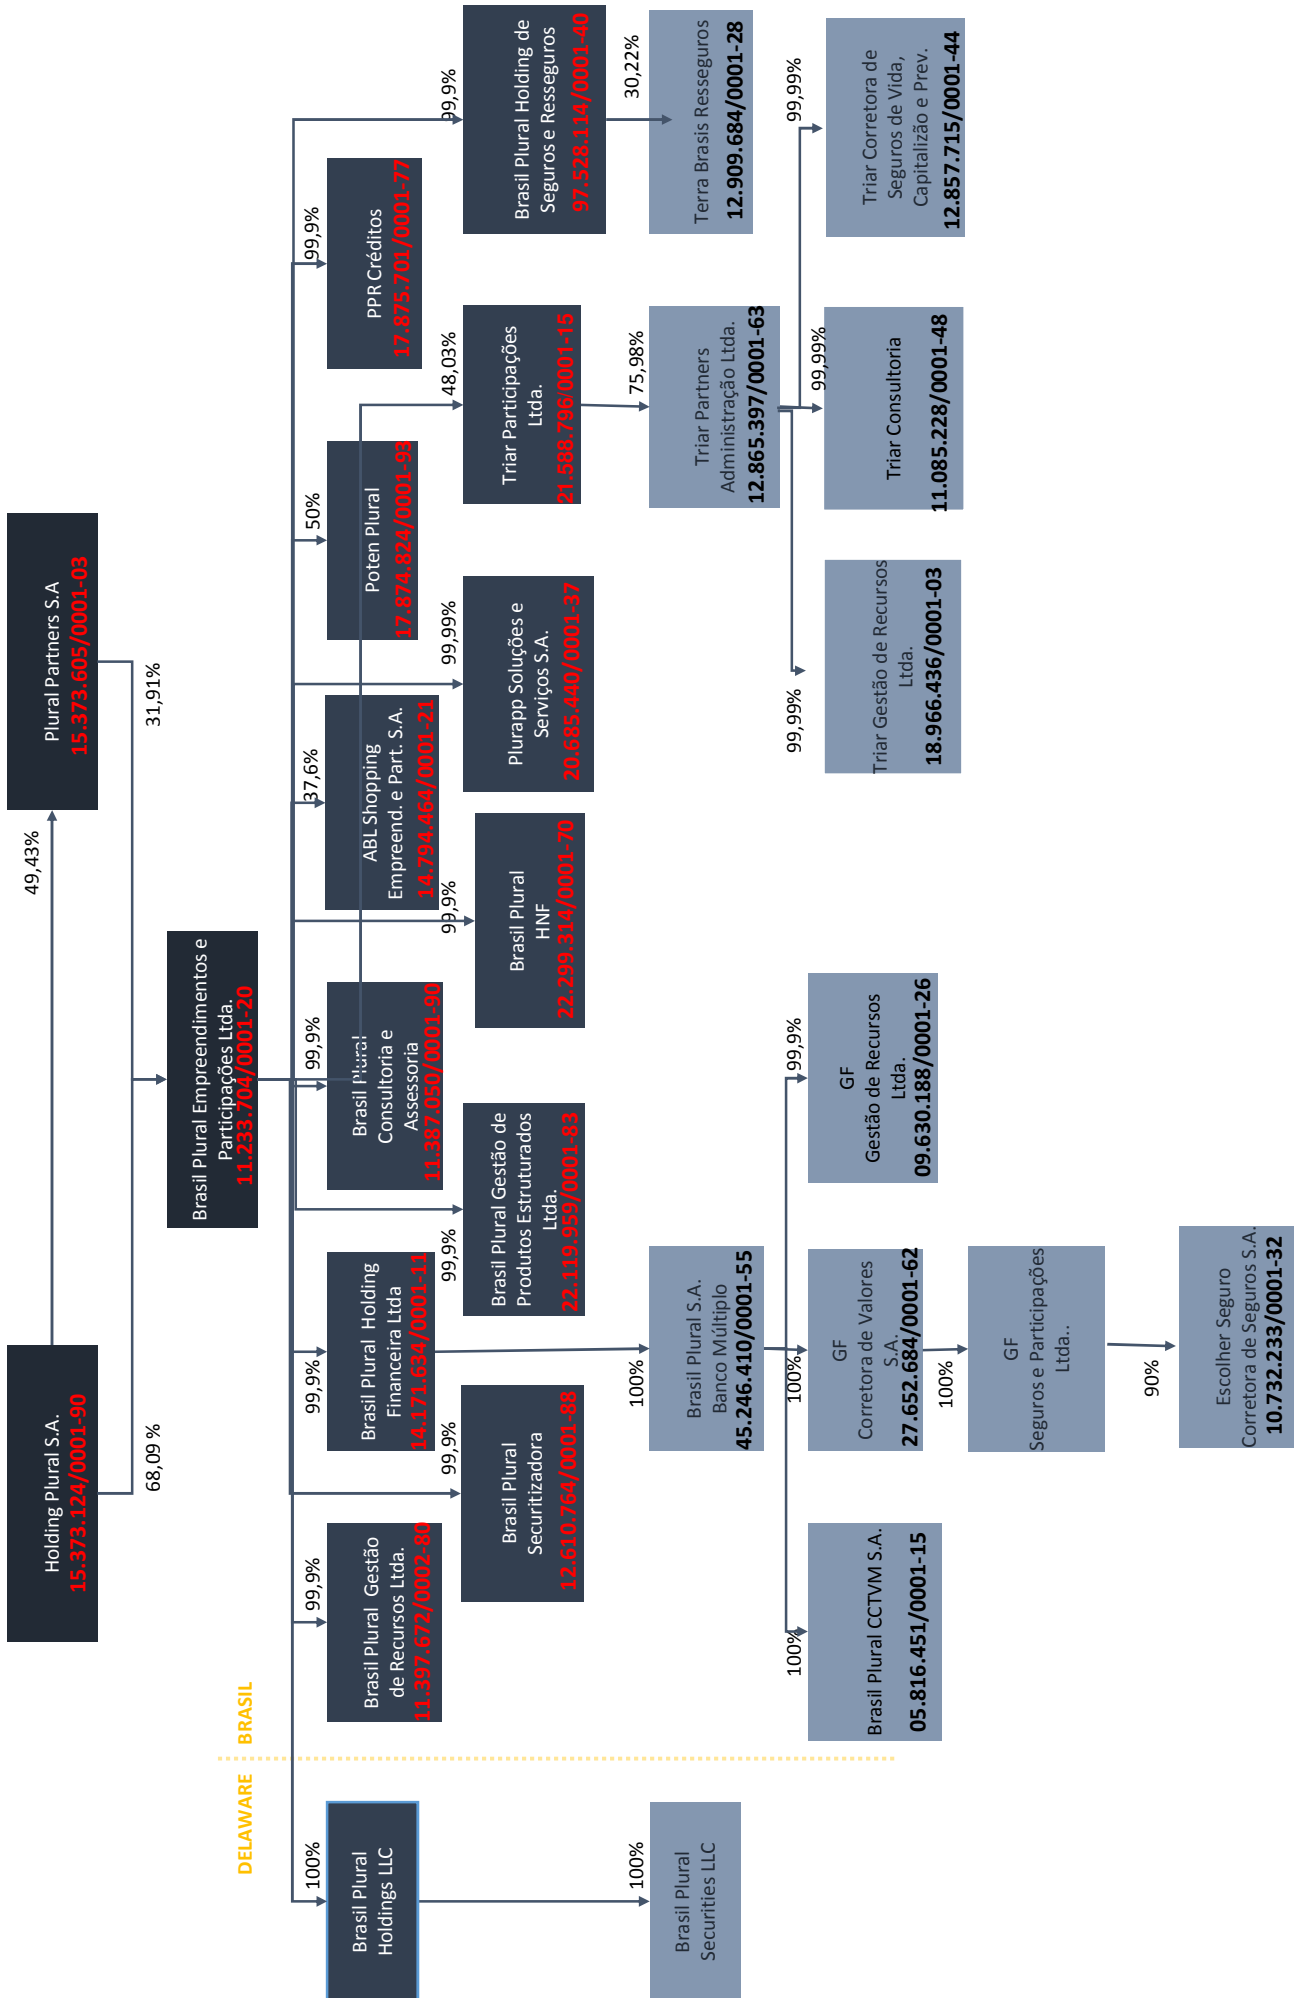 Holding Plural S.A.
15.373.124/0001-90
49,43%
Plural Partners S.A
15.373.605/0001-03
68,09%
31,91%
Brasil Plural Empreendimentos e
Participações Ltda.
11.233.704/0001-20
DELAWARE
BRASIL
100%
Brasil Plural
Holdings LLC
99,9%
Brasil Plural Gestão
de Recursos Ltda.
11.397.672/0002-80
99,9%
Brasil Plural Holding
Financeira Ltda
14.171.634/0001-11
99,9%
Brasil Plural
Consultoria e
Assessoria
11.387.050/0001-90
37,6%
ABL Shopping
Empreend. e Part. S.A.
14.794.464/0001-21
50%
Poten Plural
17.874.824/0001-93
99,9%
PPR Créditos
17.875.701/0001-77
99,9%
Brasil Plural
Securitizadora
12.610.764/0001-88
99,9%
Brasil Plural Gestão de
Produtos Estruturados
Ltda.
22.119.959/0001-83
99,9%
Brasil Plural
HNF
22.299.314/0001-70
99,99%
Plurapp Soluções e
Serviços S.A.
20.685.440/0001-37
48,03%
Triar Participações
Ltda.
21.588.796/0001-15
99,9%
Brasil Plural Holding de
Seguros e Resseguros
97.528.114/0001-40
100%
Brasil Plural
Securities LLC
100%
Brasil Plural S.A.
Banco Múltiplo
45.246.410/0001-55
75,98%
Triar Partners
Administração Ltda.
12.865.397/0001-63
30,22%
Terra Brasis Resseguros
12.909.684/0001-28
100%
Brasil Plural CCTVM S.A.
05.816.451/0001-15
100%
GF
Corretora de Valores
S.A.
27.652.684/0001-62
99,9%
GF
Gestão de Recursos
Ltda.
09.630.188/0001-26
99,99%
Triar Gestão de Recursos
Ltda.
18.966.436/0001-03
99,99%
Triar Consultoria
11.085.228/0001-48
99,99%
Triar Corretora de
Seguros de Vida,
Capitalizão e Prev.
12.857.715/0001-44
100%
GF
Seguros e Participações
Ltda..
90%
Escolher Seguro
Corretora de Seguros S.A.
10.732.233/0001-32